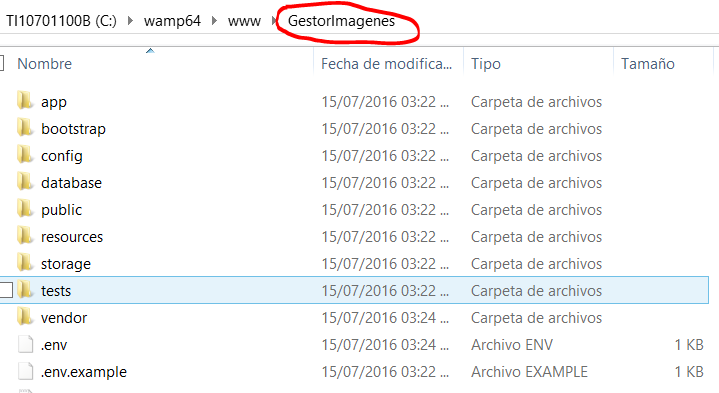 TI10701100B (C:) wamp64 www GestorImagenes
Nombre Fecha de modifica... Tipo Tamaño
app 15/07/2016 03:22 ... Carpeta de archivos
bootstrap 15/07/2016 03:22 ... Carpeta de archivos
config 15/07/2016 03:22 ... Carpeta de archivos
database 15/07/2016 03:22 ... Carpeta de archivos
public 15/07/2016 03:22 ... Carpeta de archivos
resources 15/07/2016 03:22 ... Carpeta de archivos
storage 15/07/2016 03:22 ... Carpeta de archivos
tests 15/07/2016 03:22 ... Carpeta de archivos
vendor 15/07/2016 03:24 ... Carpeta de archivos
.env 15/07/2016 03:24 ... Archivo ENV 1 KB
.env.example 15/07/2016 03:22 ... Archivo EXAMPLE 1 KB